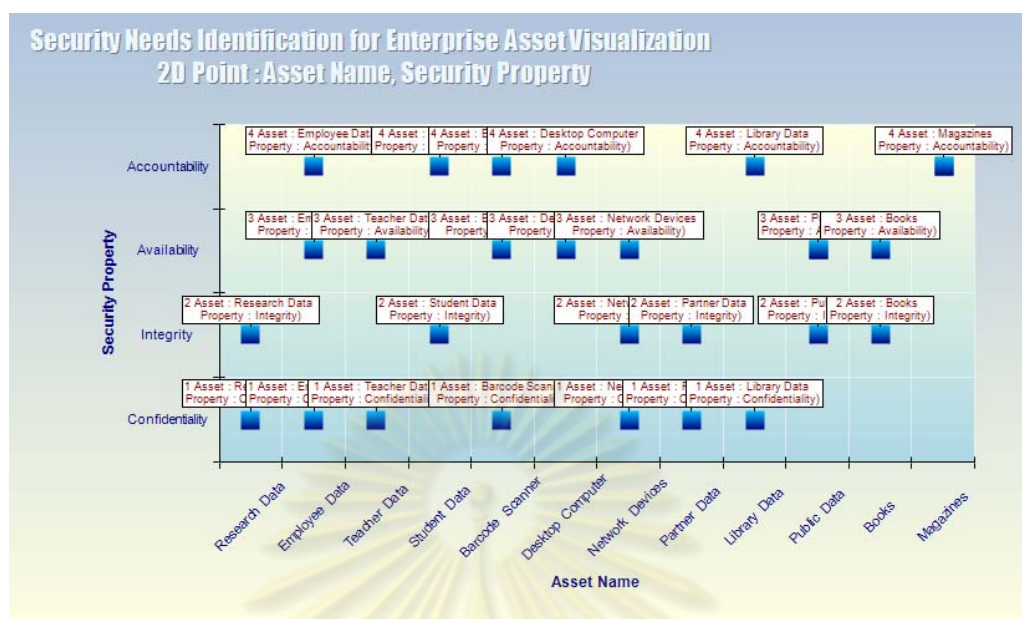 Security Needs Identification for Enterprise Asset Visualization
2D Point : Asset Name, Security Property
4 Asset : Employee Dat
Property : Accountabilit
4 Asset :
Property :
4 Asset : E
Property :
4 Asset : Desktop Computer
Property : Accountability)
4 Asset : Library Data
Property : Accountability)
4 Asset : Magazines
Property : Accountability)
Accountability
3 Asset : En
Property :
3 Asset : Teacher Dat
Property : Availability
3 Asset : E
Property :
3 Asset : De
Property :
3 Asset : Network Devices
Property : Availability)
3 Asset : P
Property : A
3 Asset : Books
Property : Availability)
Availability
2 Asset : Research Data
Property : Integrity)
2 Asset : Student Data
Property : Integrity)
2 Asset : Net
Property :
2 Asset : Partner Data
Property : Integrity)
2 Asset : Pu
Property : I
2 Asset : Books
Property : Integrity)
Integrity
1 Asset : Re
Property : C
1 Asset : E
Property : C
1 Asset : Teacher Dat
Property : Confidentiali
1 Asset : Barcode Scan
Property : Confidentiali
1 Asset : Ne
Property : C
1 Asset : F
Property : C
1 Asset : Library Data
Property : Confidentiality)
Confidentiality
Security Property
Research Data
Employee Data
Teacher Data
Student Data
Barcode Scanner
Desktop Computer
Network Devices
Partner Data
Library Data
Public Data
Books
Magazines
Asset Name